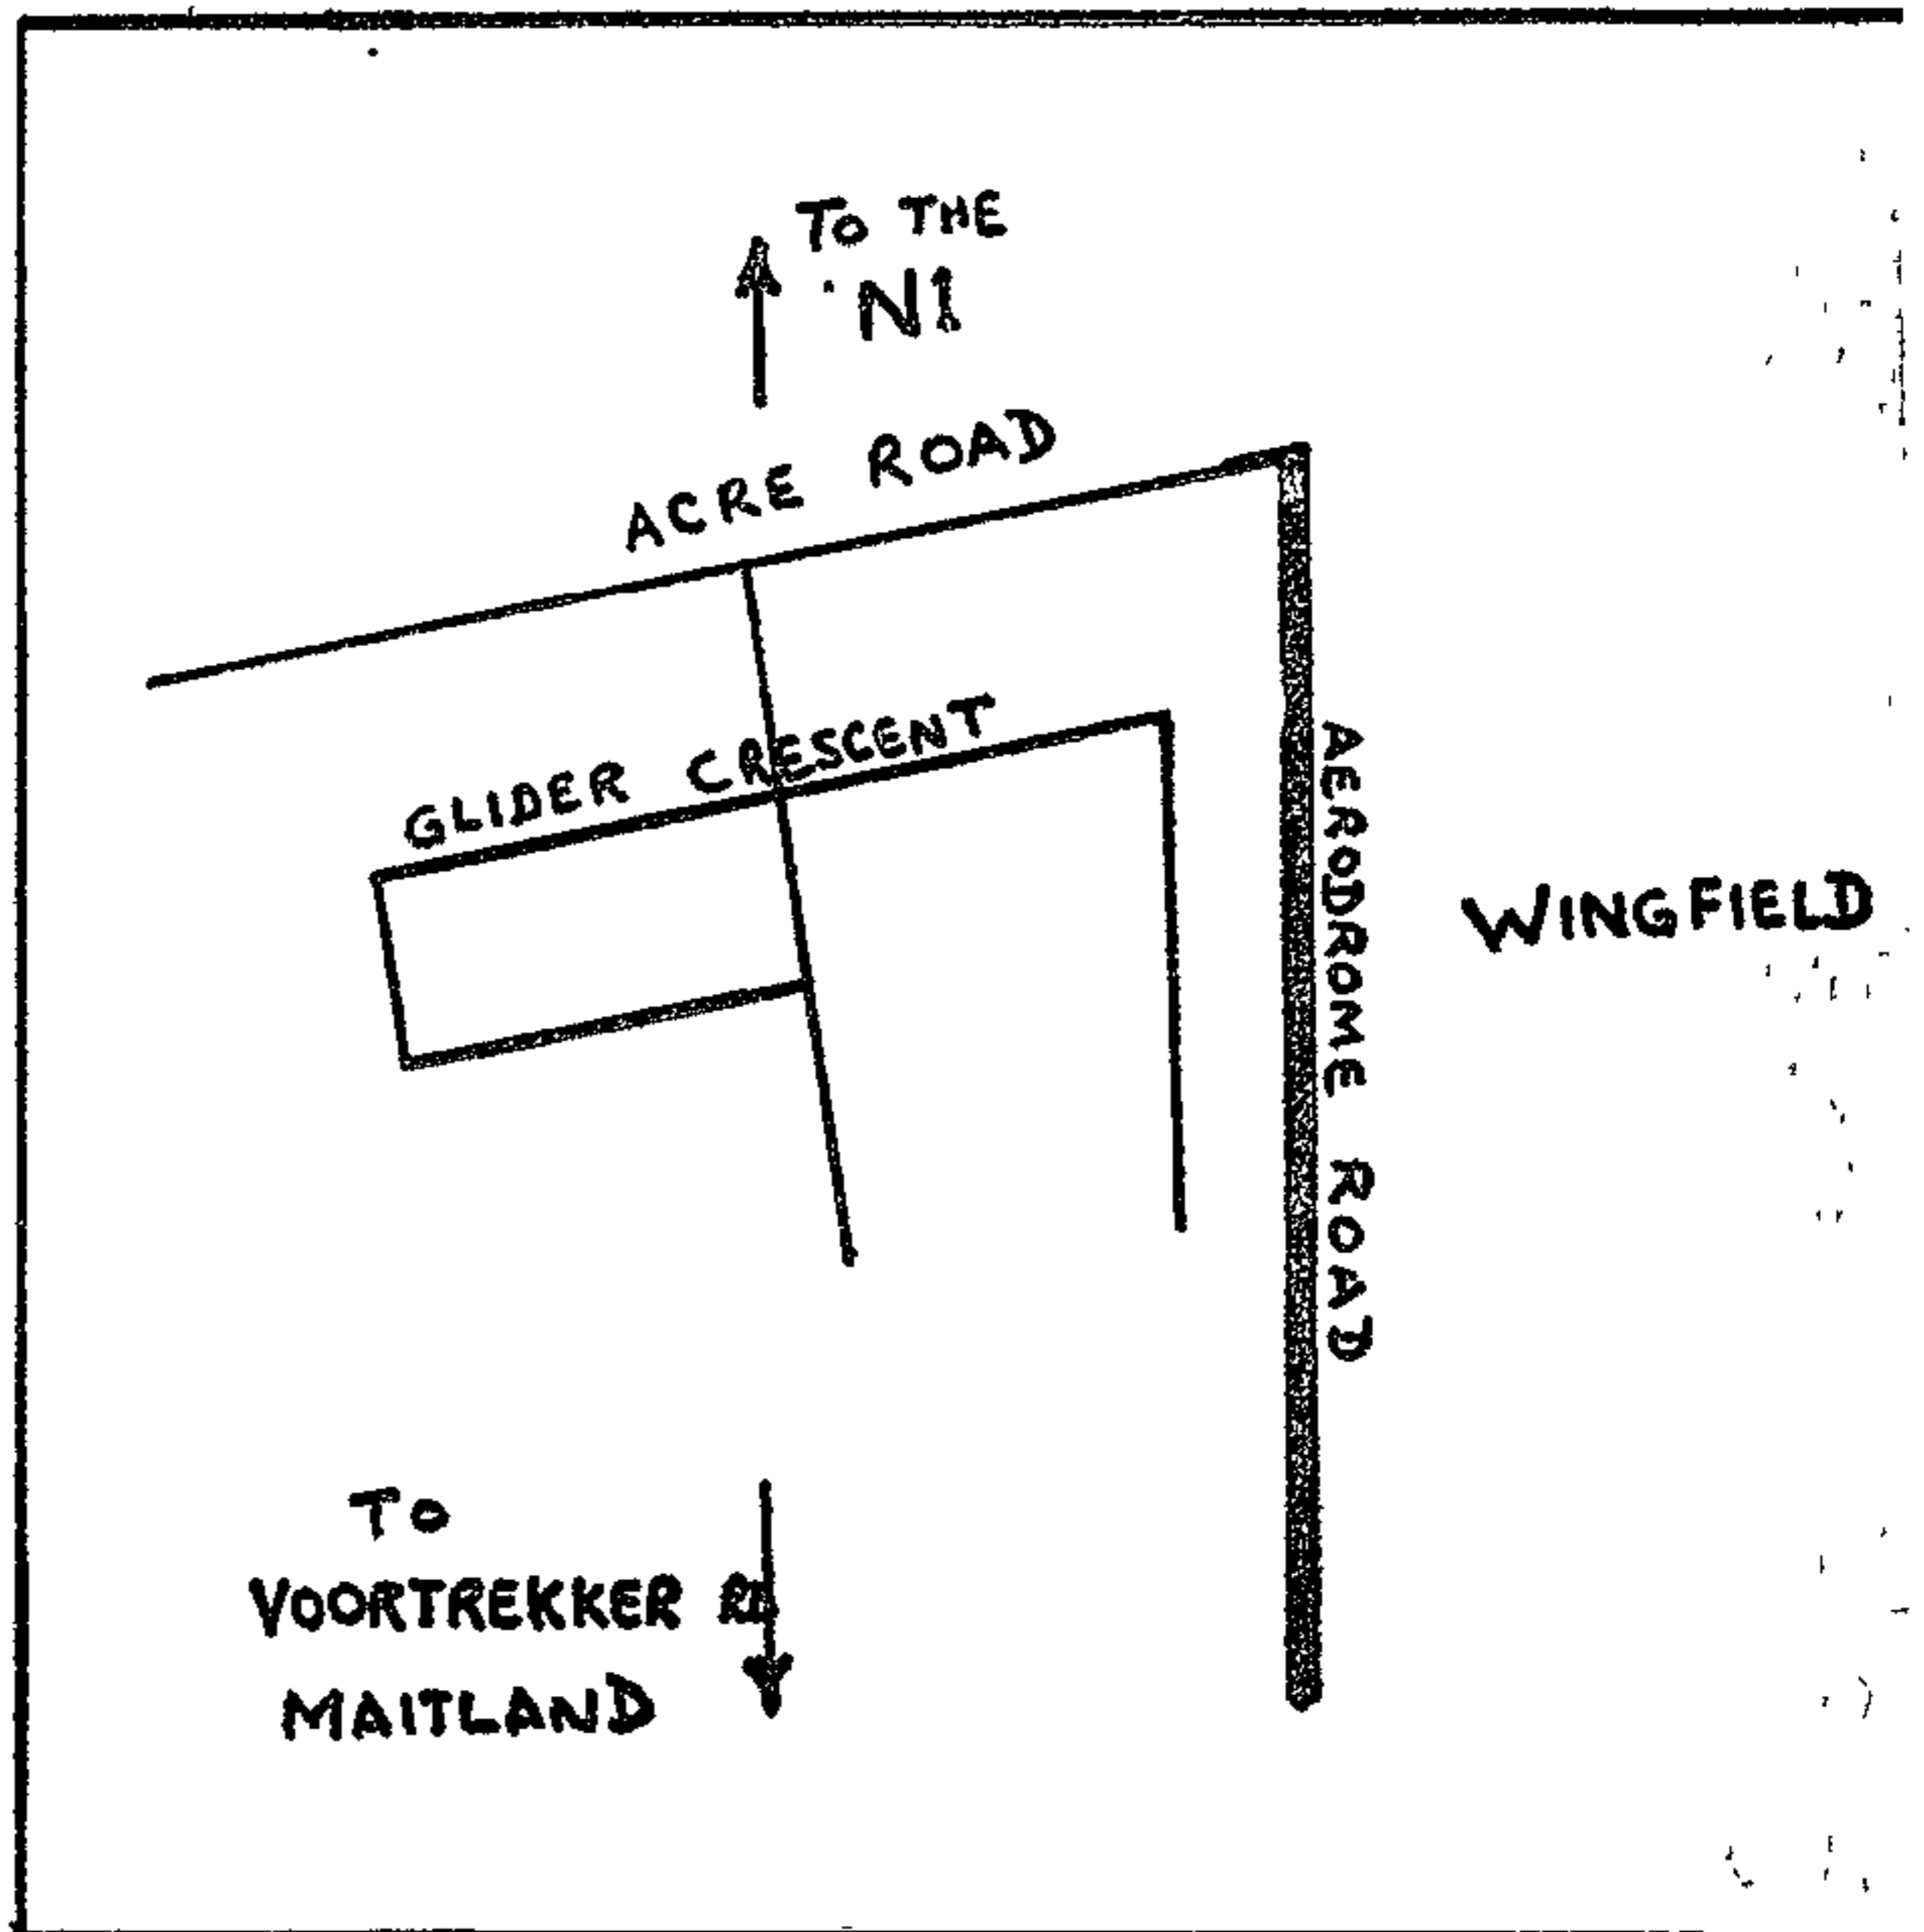 TO THE
N1
ACRE ROAD
GLIDER CRESCENT
AERODROME ROAD
WINGFIELD
TO
VOORTREKKER RD
MAITLAND